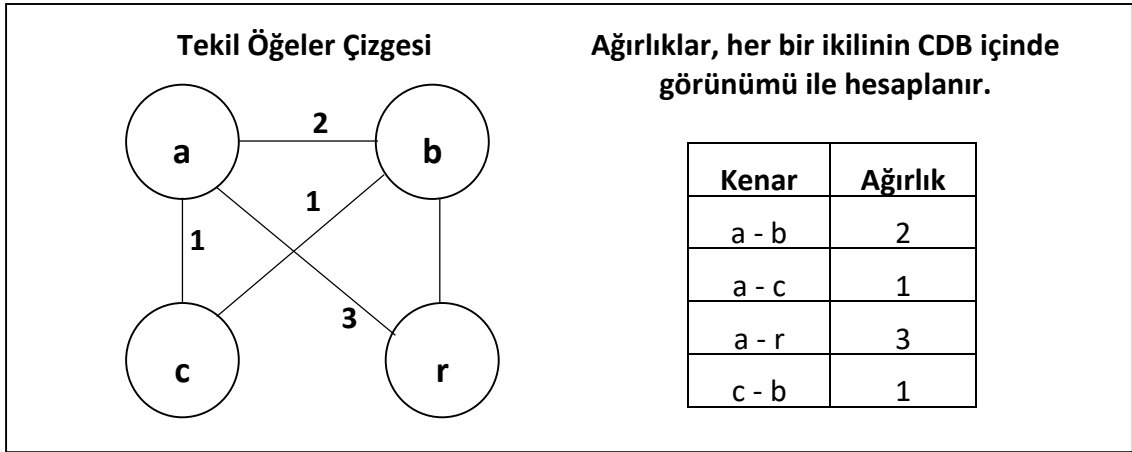 Tekil Öğeler Çizgesi
a
b
c
r
2
1
1
3
Ağırlıklar, her bir ikilinin CDB içinde
görünümü ile hesaplanır.
Kenar Ağırlık
a - b 2
a - c 1
a - r 3
c - b 1